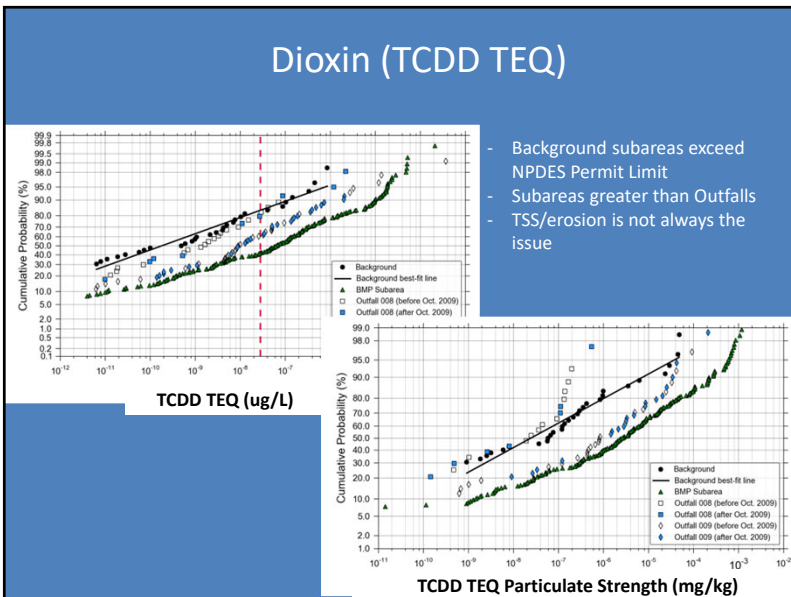 Dioxin (TCDD TEQ)
- Background subareas exceed
NPDES Permit Limit
- Subareas greater than Outfalls
- TSS/erosion is not always the
issue
Cumulative Probability (%)
99.9
99.8
99.5
99.0
98.0
95.0
90.0
80.0
70.0
60.0
50.0
40.0
30.0
20.0
10.0
5.0
2.0
1.0
0.5
0.2
0.1
Background
Background best-fit line
BMP Subarea
Outfall 008 (before Oct. 2009)
Outfall 008 (after Oct. 2009)
10-12
10-11
10-10
10-9
10-8
10-7
TCDD TEQ (ug/L)
Cumulative Probability (%)
99.0
98.0
95.0
90.0
80.0
70.0
60.0
50.0
40.0
30.0
20.0
10.0
5.0
2.0
1.0
Background
Background best-fit line
BMP Subarea
Outfall 008 (before Oct. 2009)
Outfall 008 (after Oct. 2009)
Outfall 009 (before Oct. 2009)
Outfall 009 (after Oct. 2009)
10-11
10-10
10-9
10-8
10-7
10-6
10-5
10-4
10-3
10-2
TCDD TEQ Particulate Strength (mg/kg)